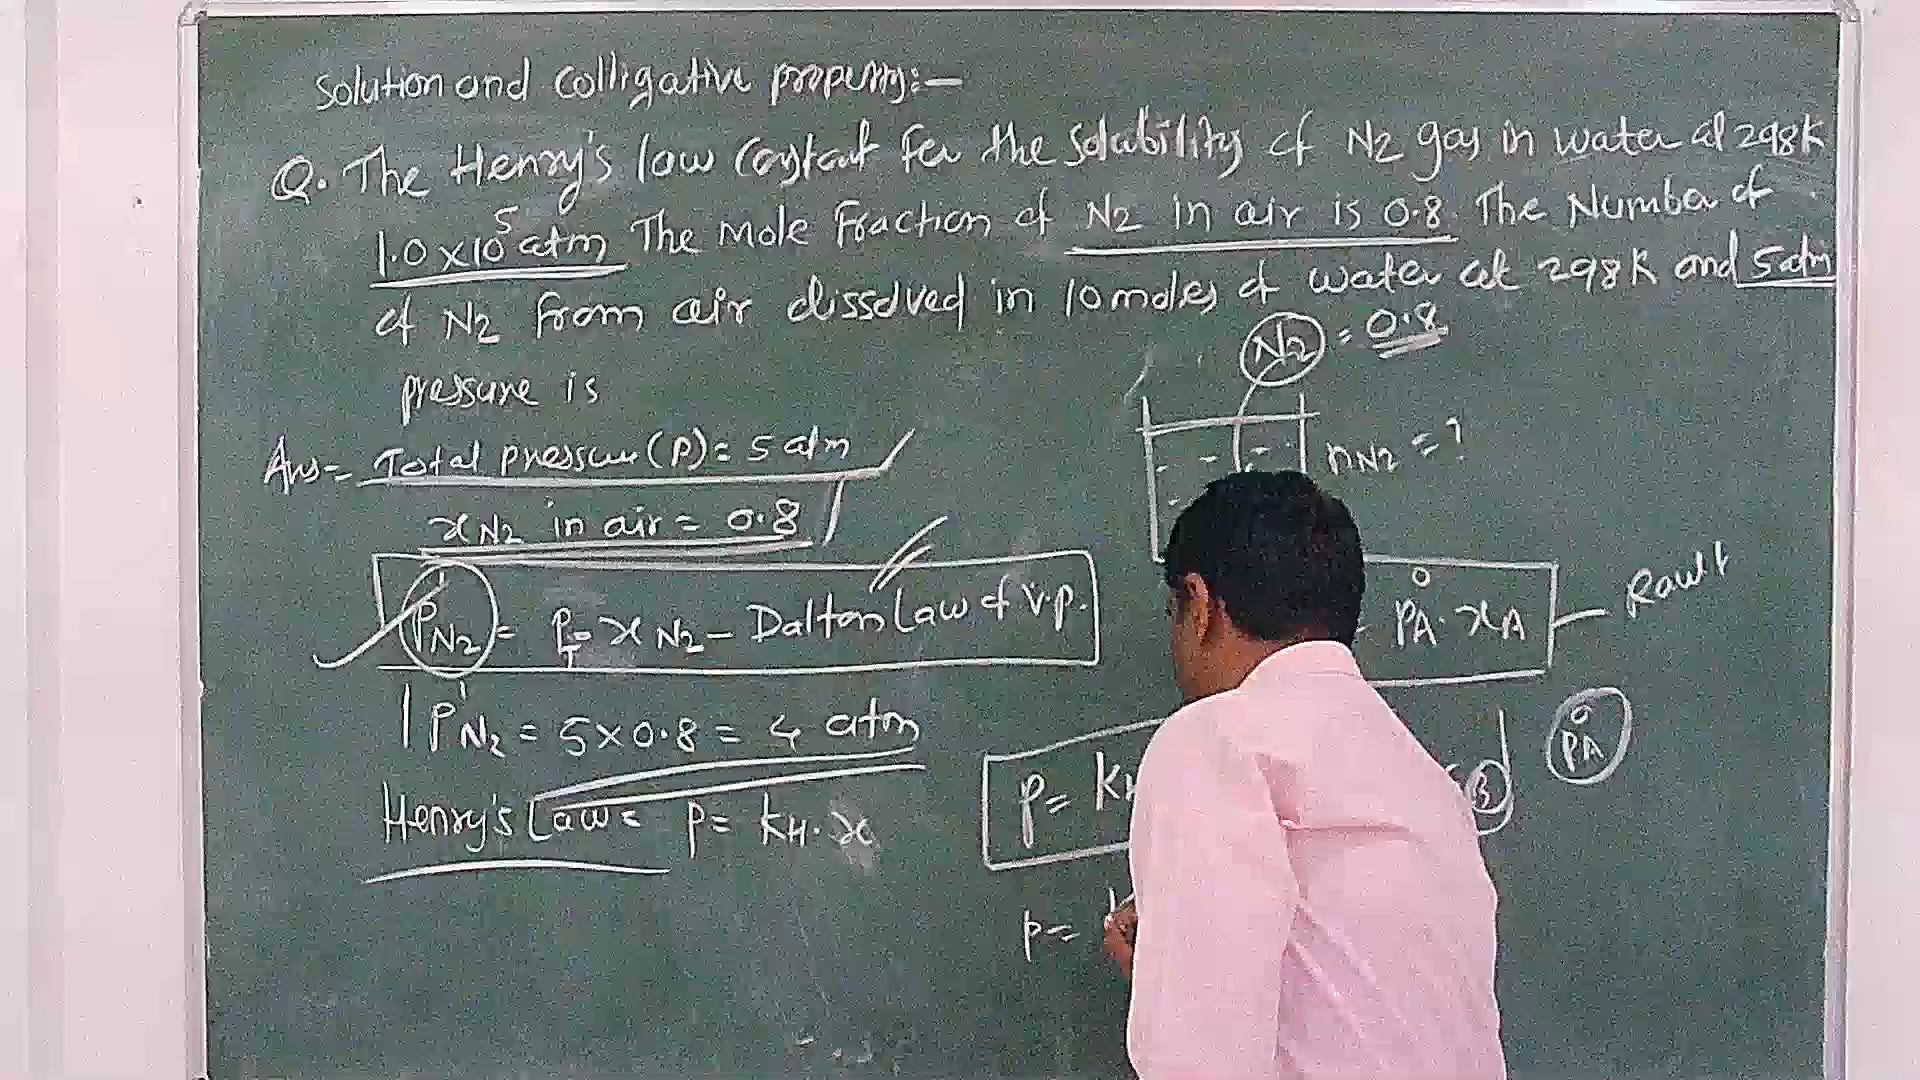 Solution and Colligative property:-
Q. The Henry's law Constant for the solubility of N2 gas in water at 298K
1.0 x 10^5 atm The Mole Fraction of N2 in air is 0.8. The Number of
of N2 from air dissolved in 10 moles of water at 298K and 5 atm
pressure is
N2 = 0.8
nN2 = ?
Ans- Total pressure (P) = 5 atm
xN2 in air = 0.8
PN2 = PT x N2 - Dalton Law of V.P.
P°A . xA
Rault
PN2 = 5 x 0.8 = 4 atm
P°A
Henry's Law = P = KH . x
P = K
P =